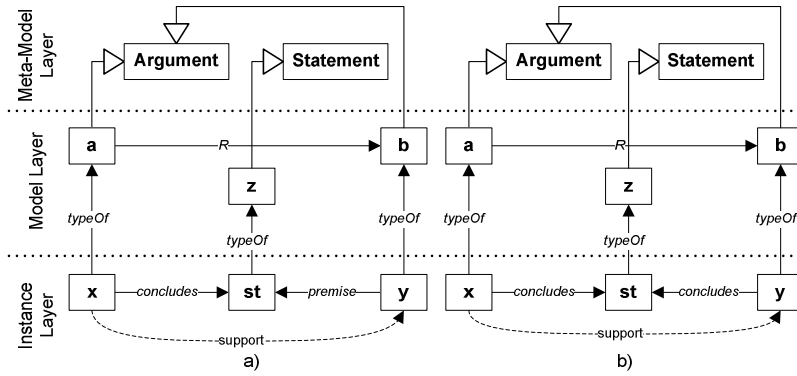 Meta-Model
Layer
Argument
Statement
Argument
Statement
Model Layer
a
R
b
a
R
b
z
z
typeOf
typeOf
typeOf
typeOf
typeOf
typeOf
Instance
Layer
x
concludes
st
premise
y
x
concludes
st
concludes
y
support
support
a)
b)